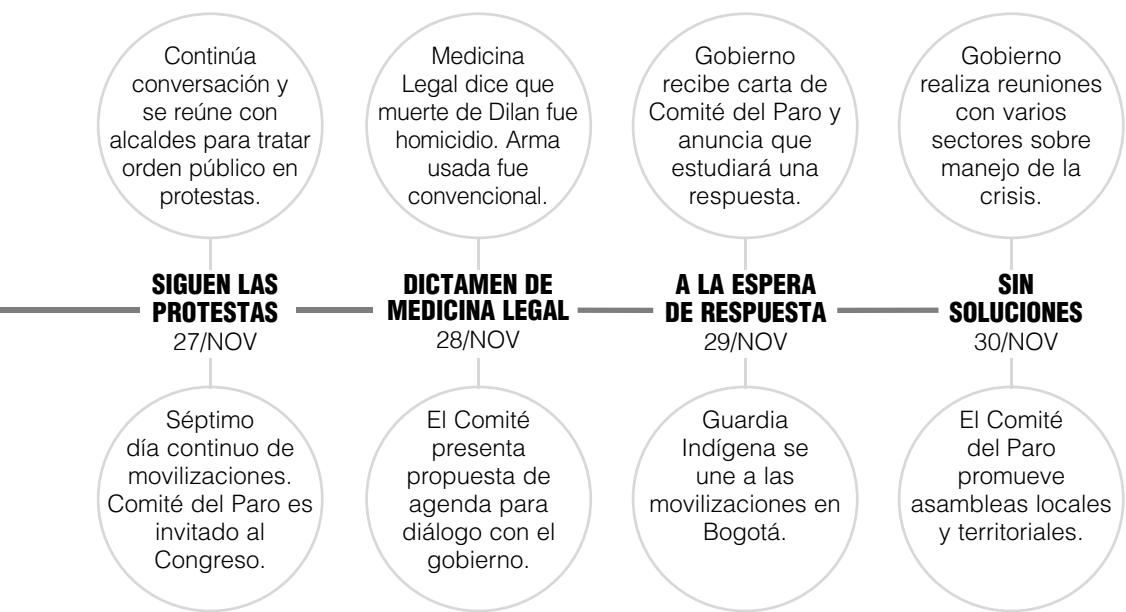 Continúa
conversación y
se reúne con
alcaldes para tratar
orden público en
protestas.
SIGUEN LAS
PROTESTAS
27/NOV
Séptimo
día continuo de
movilizaciones.
Comité del Paro es
invitado al
Congreso.
Medicina
Legal dice que
muerte de Dilan fue
homicidio. Arma
usada fue
convencional.
DICTAMEN DE
MEDICINA LEGAL
28/NOV
El Comité
presenta
propuesta de
agenda para
diálogo con el
gobierno.
Gobierno
recibe carta de
Comité del Paro y
anuncia que
estudiará una
respuesta.
A LA ESPERA
DE RESPUESTA
29/NOV
Guardia
Indígena se
une a las
movilizaciones en
Bogotá.
Gobierno
realiza reuniones
con varios
sectores sobre
manejo de la
crisis.
SIN
SOLUCIONES
30/NOV
El Comité
del Paro
promueve
asambleas locales
y territoriales.